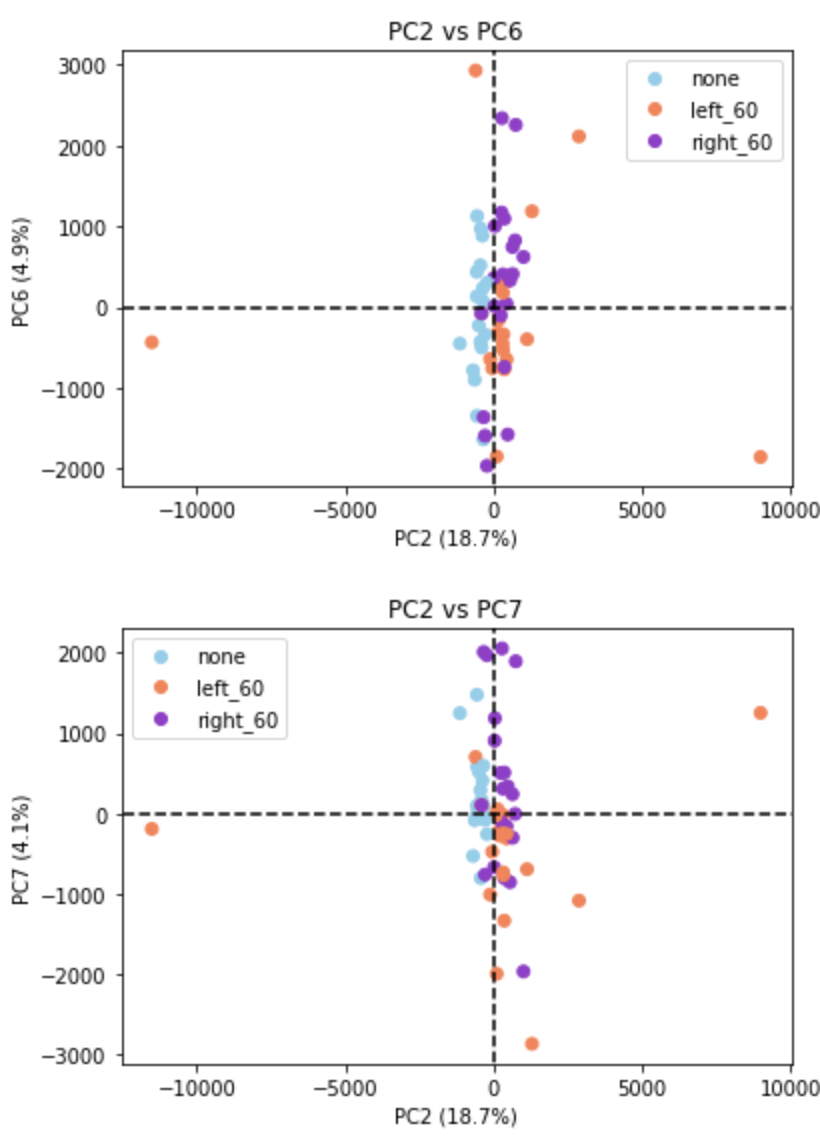 PC2 vs PC6
3000
2000
1000
0
−1000
−2000
PC6 (4.9%)
none
left_60
right_60
−10000 −5000 0 5000 10000
PC2 (18.7%)
PC2 vs PC7
2000
1000
0
−1000
−2000
−3000
PC7 (4.1%)
none
left_60
right_60
−10000 −5000 0 5000 10000
PC2 (18.7%)